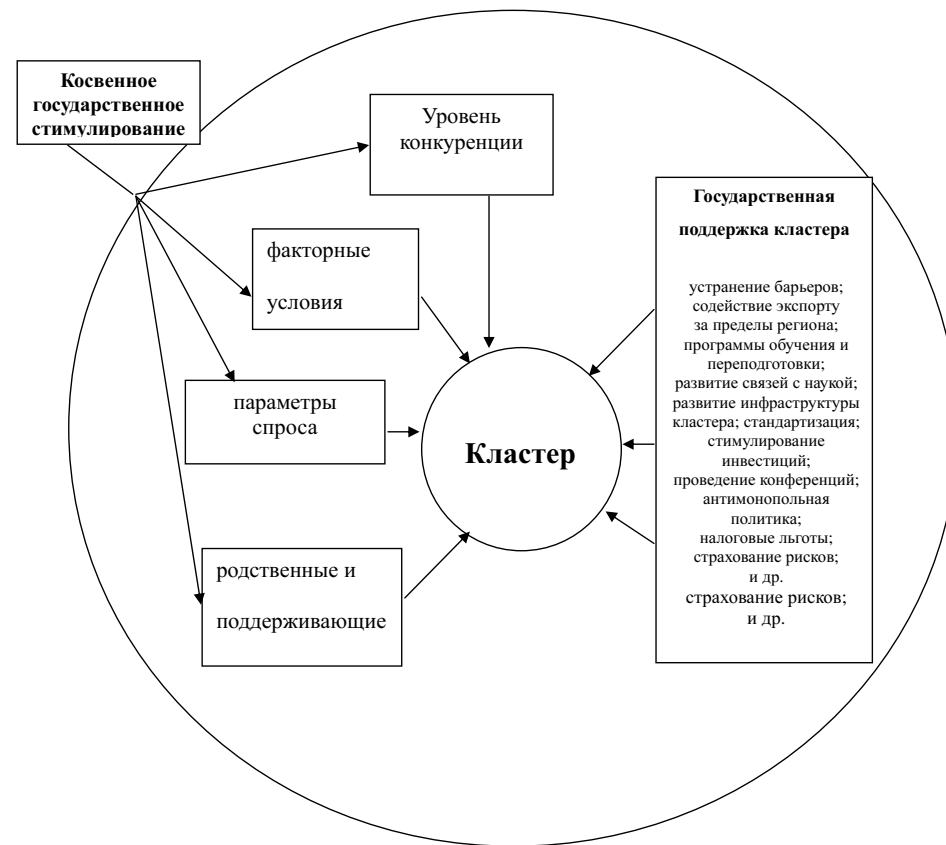 Косвенное
государственное
стимулирование
Уровень
конкуренции
факторные
условия
параметры
спроса
родственные и
поддерживающие
Кластер
Государственная
поддержка кластера
устранение барьеров;
содействие экспорту
за пределы региона;
программы обучения и
переподготовки;
развитие связей с наукой;
развитие инфраструктуры
кластера; стандартизация;
стимулирование
инвестиций;
проведение конференций;
антимонопольная
политика;
налоговые льготы;
страхование рисков;
и др.
страхование рисков;
и др.